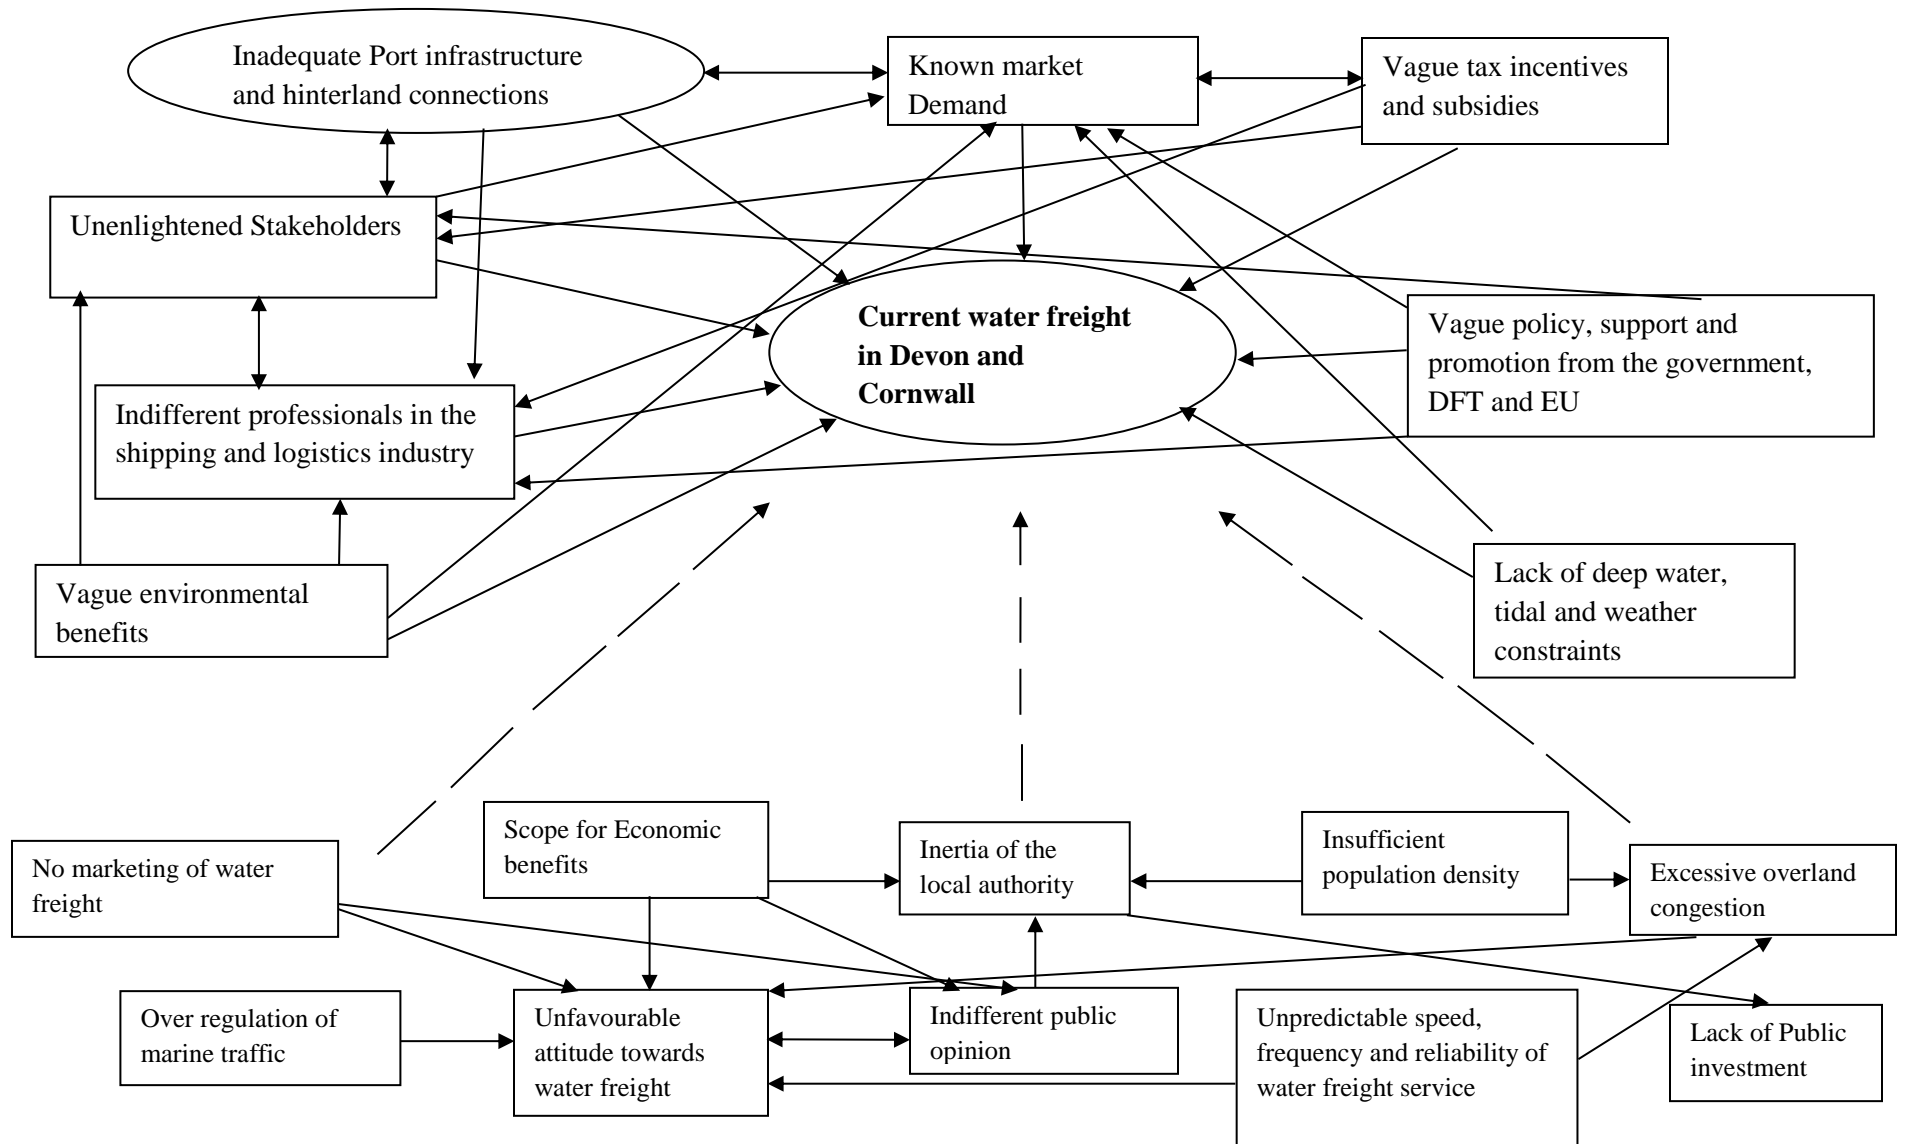 Inadequate Port infrastructure
and hinterland connections
Known market
Demand
Vague tax incentives
and subsidies
Unenlightened Stakeholders
Current water freight
in Devon and
Cornwall
Vague policy, support and
promotion from the government,
DFT and EU
Indifferent professionals in the
shipping and logistics industry
Vague environmental
benefits
Lack of deep water,
tidal and weather
constraints
No marketing of water
freight
Scope for Economic
benefits
Inertia of the
local authority
Insufficient
population density
Excessive overland
congestion
Over regulation of
marine traffic
Unfavourable
attitude towards
water freight
Indifferent public
opinion
Unpredictable speed,
frequency and reliability of
water freight service
Lack of Public
investment